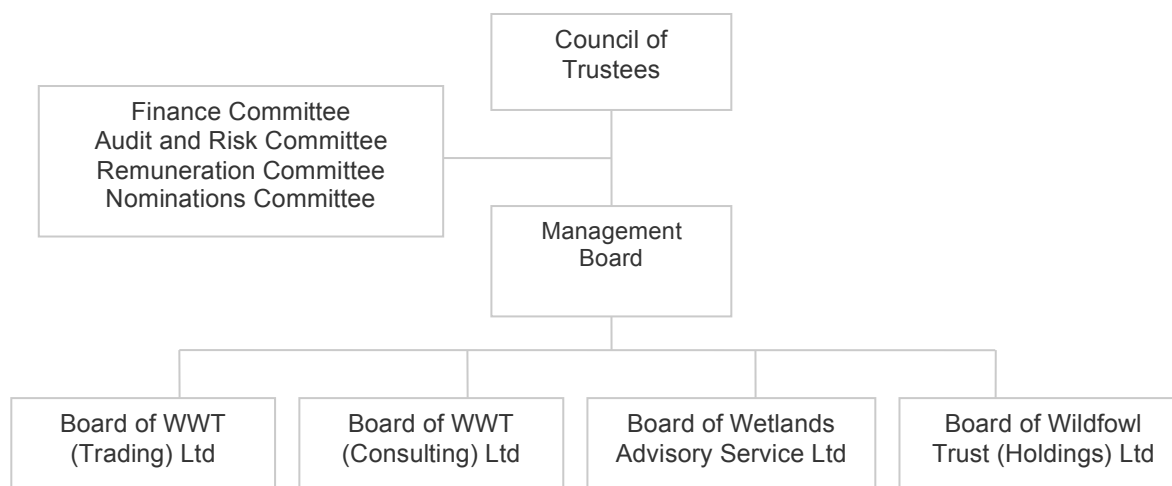 Council of
Trustees
Finance Committee
Audit and Risk Committee
Remuneration Committee
Nominations Committee
Management
Board
Board of WWT
(Trading) Ltd
Board of WWT
(Consulting) Ltd
Board of Wetlands
Advisory Service Ltd
Board of Wildfowl
Trust (Holdings) Ltd